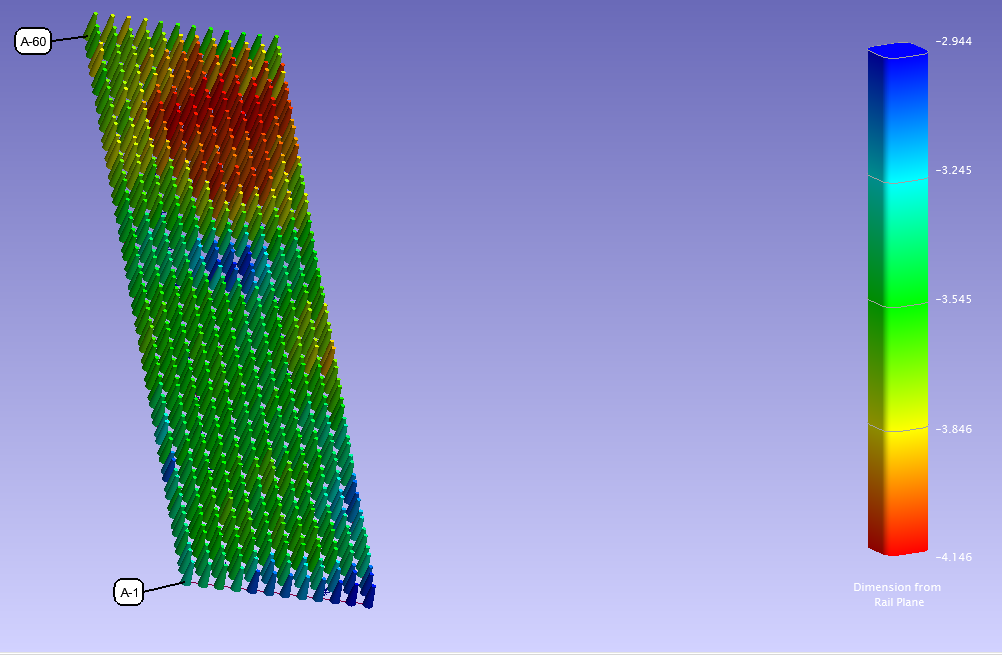 A-60
-2.944
-3.245
-3.545
-3.846
-4.146
A-1
Dimension from
Rail Plane